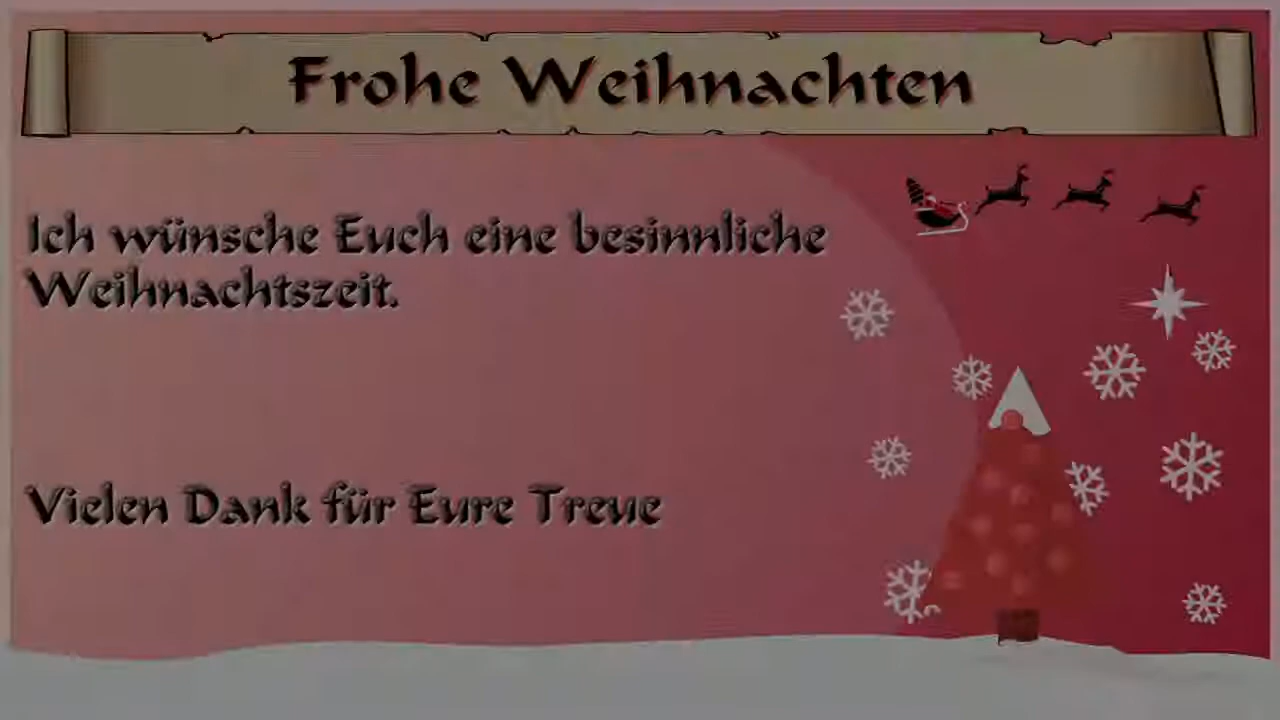 Frohe Weihnachten
Ich wünsche Euch eine besinnliche
Weihnachtszeit.
Vielen Dank für Eure Treue